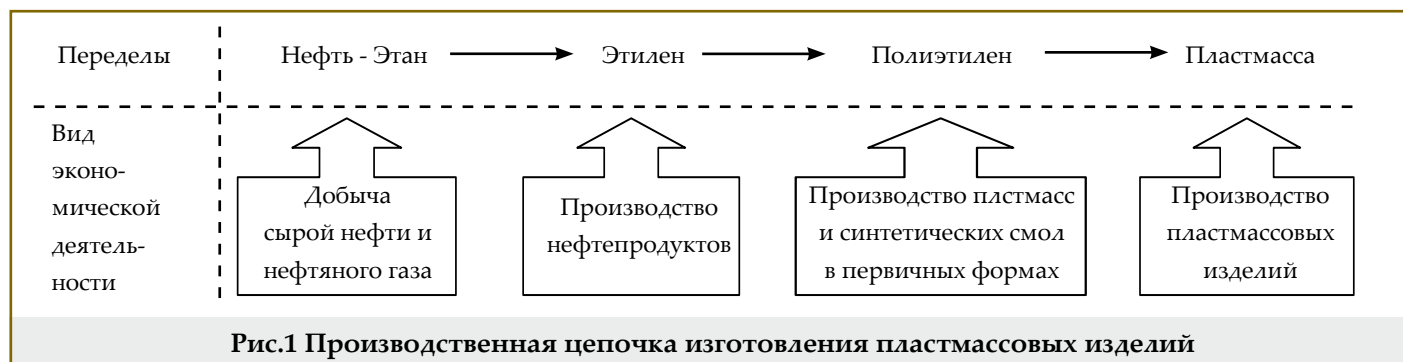 Переделы
Нефть - Этан
Этилен
Полиэтилен
Пластмасса
Вид
эконо-
мической
деятель-
ности
Добыча
сырой нефти и
нефтяного газа
Производство
нефтепродуктов
Производство плстмасс
и синтетических смол
в первичных формах
Производство
пластмассовых
изделий
Рис.1 Производственная цепочка изготовления пластмассовых изделий